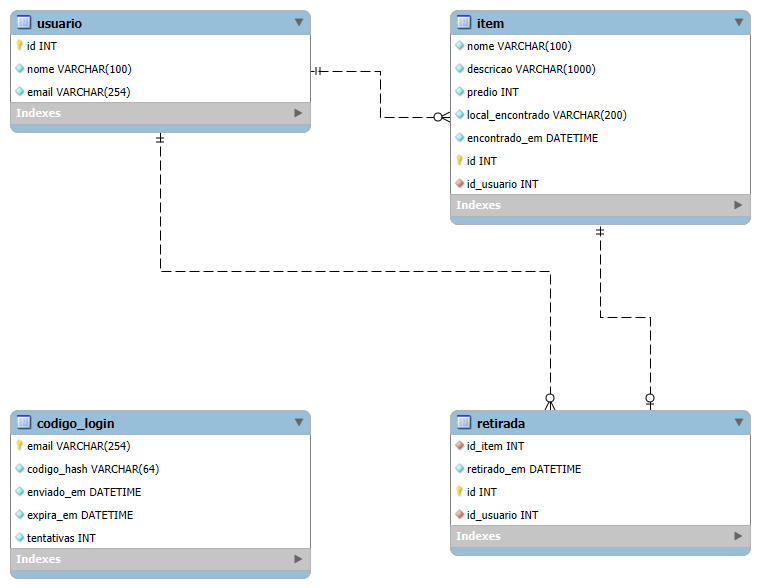 usuario
id INT
nome VARCHAR(100)
email VARCHAR(254)
Indexes
item
nome VARCHAR(100)
descricao VARCHAR(1000)
predio INT
local_encontrado VARCHAR(200)
encontrado_em DATETIME
id INT
id_usuario INT
Indexes
codigo_login
email VARCHAR(254)
codigo_hash VARCHAR(64)
enviado_em DATETIME
expira_em DATETIME
tentativas INT
Indexes
retirada
id_item INT
retirado_em DATETIME
id INT
id_usuario INT
Indexes